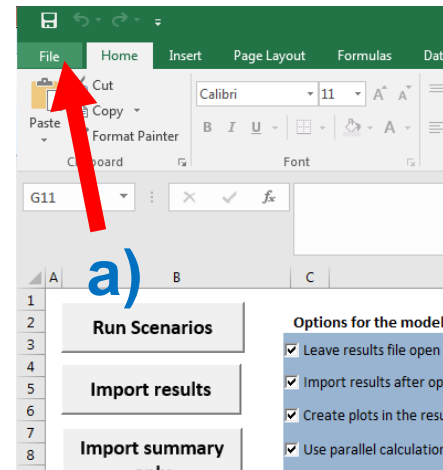 File Home Insert Page Layout Formulas Dat
Cut
Copy
Paste
Format Painter
Calibri 11 A A
B I U A
Clipboard Font
G11 fx
a)
A B C
1
2 Run Scenarios Options for the model
3 Leave results file open
4
5 Import results Import results after op
6 Create plots in the resu
7
8 Import summary Use parallel calculation
only